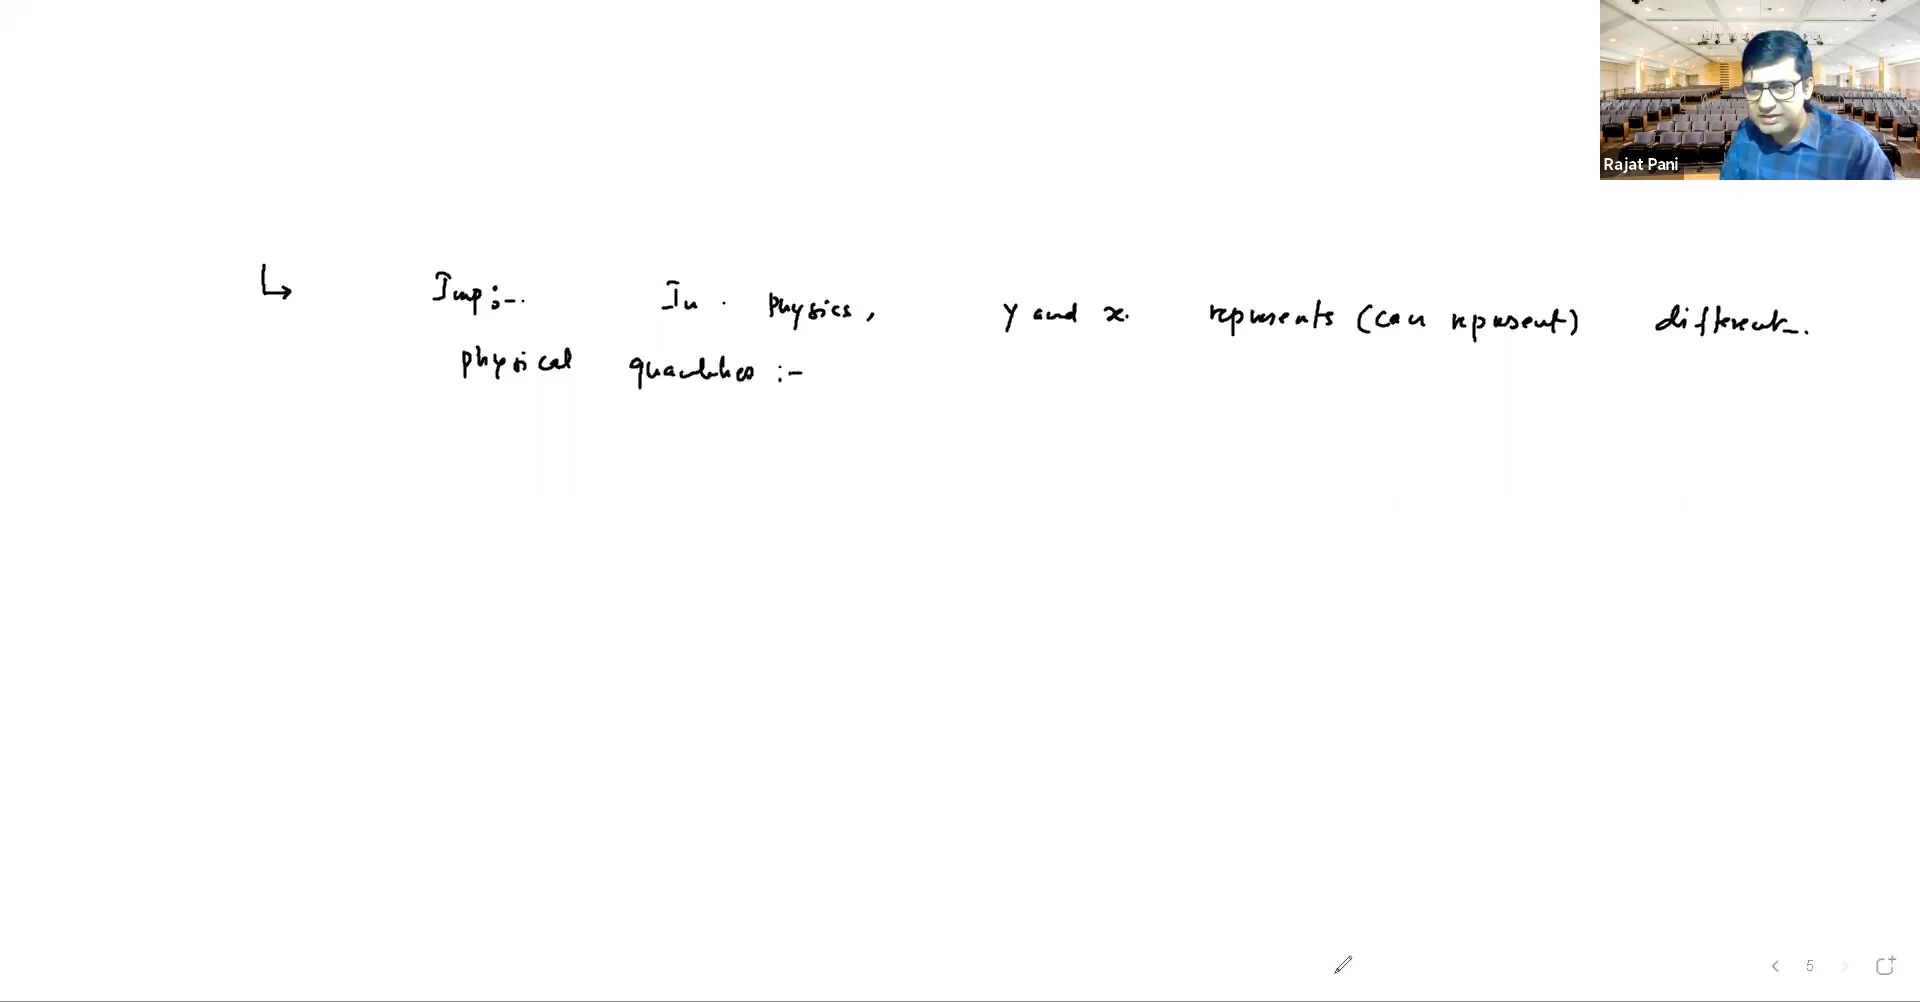 Rajat Pani
↳ Imp:- In physics, y and x represents (can represent) different
physical quantities :-
5